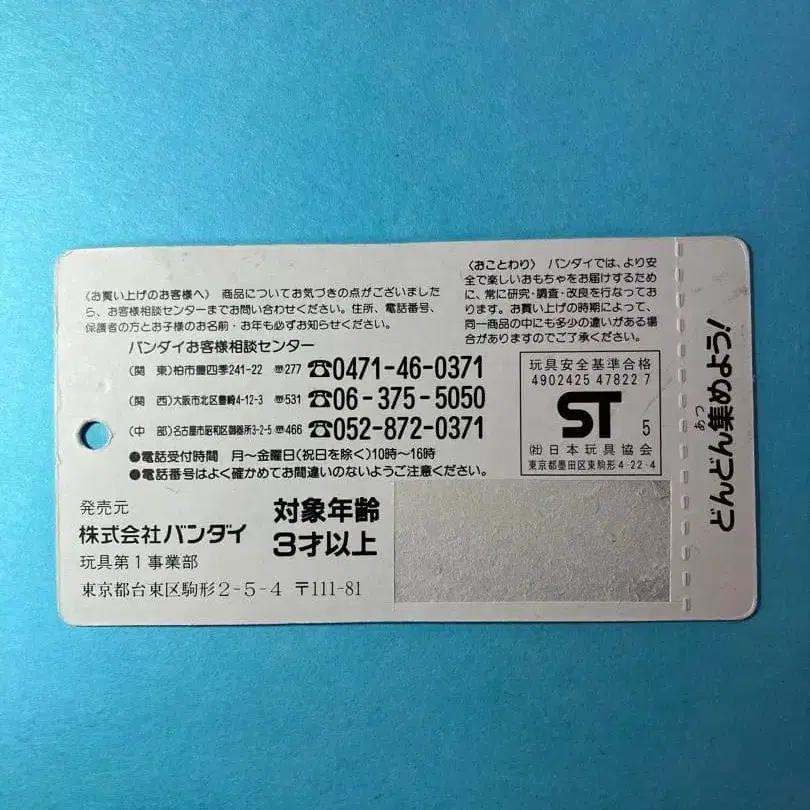 〈お買い上げのお客様へ〉 商品についてお気づきの点がございました
ら、お客様相談センターまでお問い合わせください。住所、電話番号、
保護者の方とお子様のお名前・お年も必ずお知らせください。
バンダイお客様相談センター
(関 東)柏市豊四季241-22 〠277 ☎0471-46-0371
(関 西)大阪市北区豊崎4-12-3 〠531 ☎06-375-5050
(中 部)名古屋市昭和区御器所3-2-5 〠466 ☎052-872-0371
●電話受付時間 月〜金曜日(祝日を除く)10時〜16時
●電話番号はよく確かめてお間違いのないようご注意ください。
〈おことわり〉 バンダイでは、より安
全で楽しいおもちゃをお届けするため
に、常に研究・調査・改良を行なってお
ります。お買い上げの時期によって、
同一商品の中にも多少の違いがある場
合がありますのでご了承ください。
玩具安全基準合格
4902425 47822 7
ST 5
(社)日本玩具協会
東京都墨田区東駒形4-22-4
発売元
株式会社バンダイ
玩具第1事業部
東京都台東区駒形2-5-4 〒111-81
対象年齢
3才以上
どんどん集めよう!
あつ